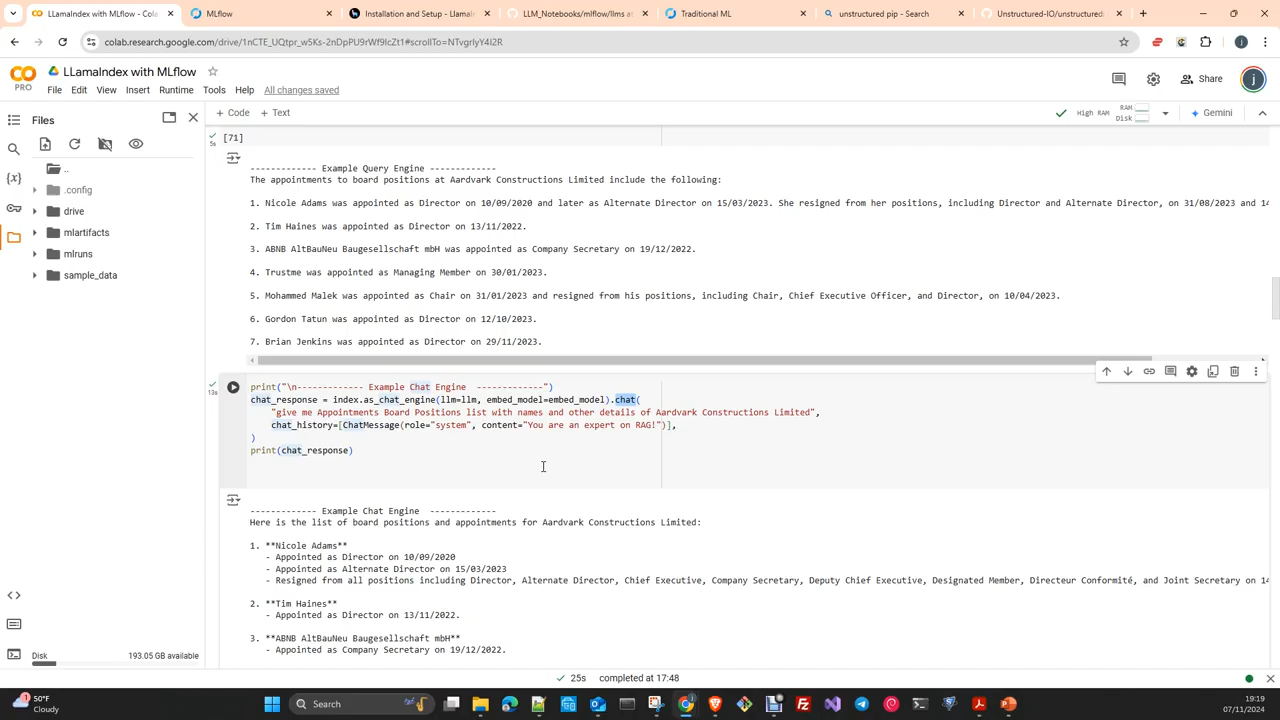 LLamaIndex with MLflow - Colab
MLflow
Installation and Setup - LlamaI
LLM_Notebooks/mlflow/llms at
Traditional ML
unstructured pip - Search
Unstructured-IO/unstructured
colab.research.google.com/drive/1nCTE_UQtpr_w5Ks-2nDpPU9rWf9IcZt1#scrollTo=NTvgrIyY4I2R
CO
PRO
LLamaIndex with MLflow
File Edit View Insert Runtime Tools Help All changes saved
Share
j
Files
+ Code + Text
High RAM
RAM
Disk
Gemini
..
.config
drive
mlartifacts
mlruns
sample_data
[71]
5s
------------- Example Query Engine -------------
The appointments to board positions at Aardvark Constructions Limited include the following:
1. Nicole Adams was appointed as Director on 10/09/2020 and later as Alternate Director on 15/03/2023. She resigned from her positions, including Director and Alternate Director, on 31/08/2023 and 14
2. Tim Haines was appointed as Director on 13/11/2022.
3. ABNB AltBauNeu Baugesellschaft mbH was appointed as Company Secretary on 19/12/2022.
4. Trustme was appointed as Managing Member on 30/01/2023.
5. Mohammed Malek was appointed as Chair on 31/01/2023 and resigned from his positions, including Chair, Chief Executive Officer, and Director, on 10/04/2023.
6. Gordon Tatun was appointed as Director on 12/10/2023.
7. Brian Jenkins was appointed as Director on 29/11/2023.
13s
print("\n------------- Example Chat Engine  -------------")
chat_response = index.as_chat_engine(llm=llm, embed_model=embed_model).chat(
"give me Appointments Board Positions list with names and other details of Aardvark Constructions Limited",
chat_history=[ChatMessage(role="system", content="You are an expert on RAG!")],
)
print(chat_response)
------------- Example Chat Engine  -------------
Here is the list of board positions and appointments for Aardvark Constructions Limited:
1. **Nicole Adams**
- Appointed as Director on 10/09/2020
- Appointed as Alternate Director on 15/03/2023
- Resigned from all positions including Director, Alternate Director, Chief Executive, Company Secretary, Deputy Chief Executive, Designated Member, Directeur Conformité, and Joint Secretary on 14
2. **Tim Haines**
- Appointed as Director on 13/11/2022.
3. **ABNB AltBauNeu Baugesellschaft mbH**
- Appointed as Company Secretary on 19/12/2022.
Disk
193.05 GB available
25s completed at 17:48
50°F
Cloudy
Search
19:19
07/11/2024